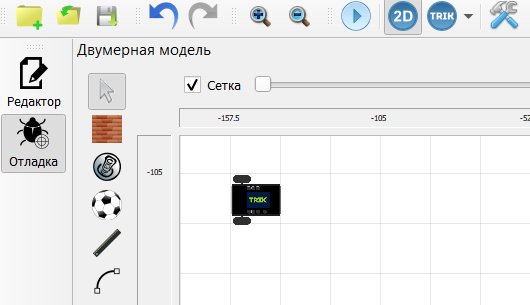 2D TRIK
Двумерная модель
Редактор
Сетка
-157.5 -105 -52
Отладка
-105
TRIK